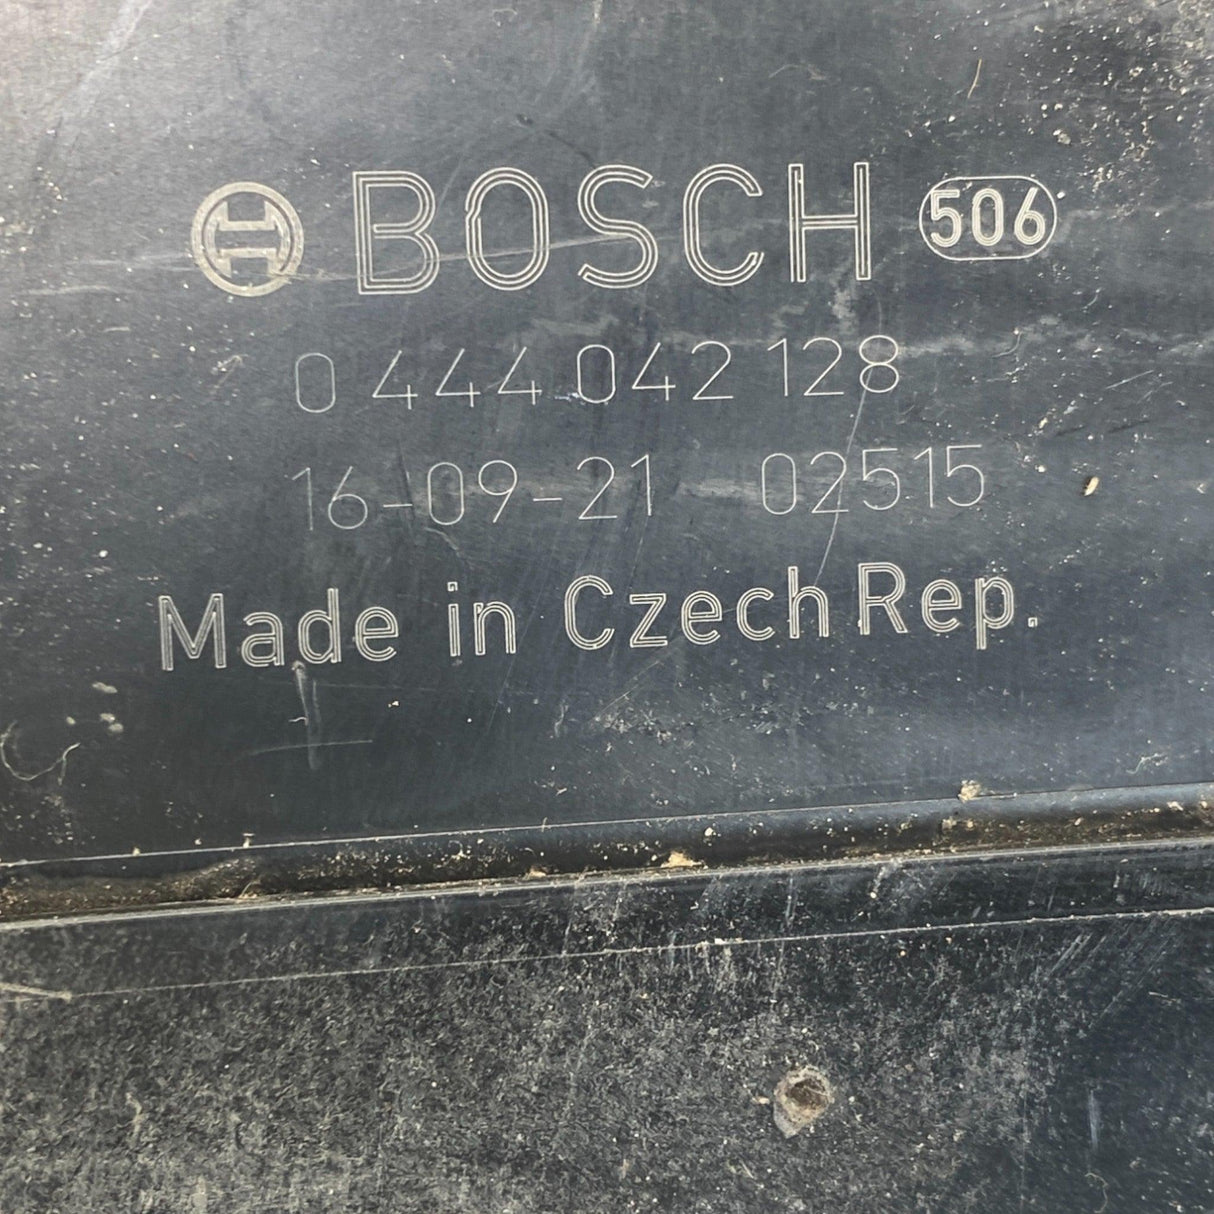 BOSCH 506
0 444 042 128
16-09-21 02515
Made in Czech Rep.